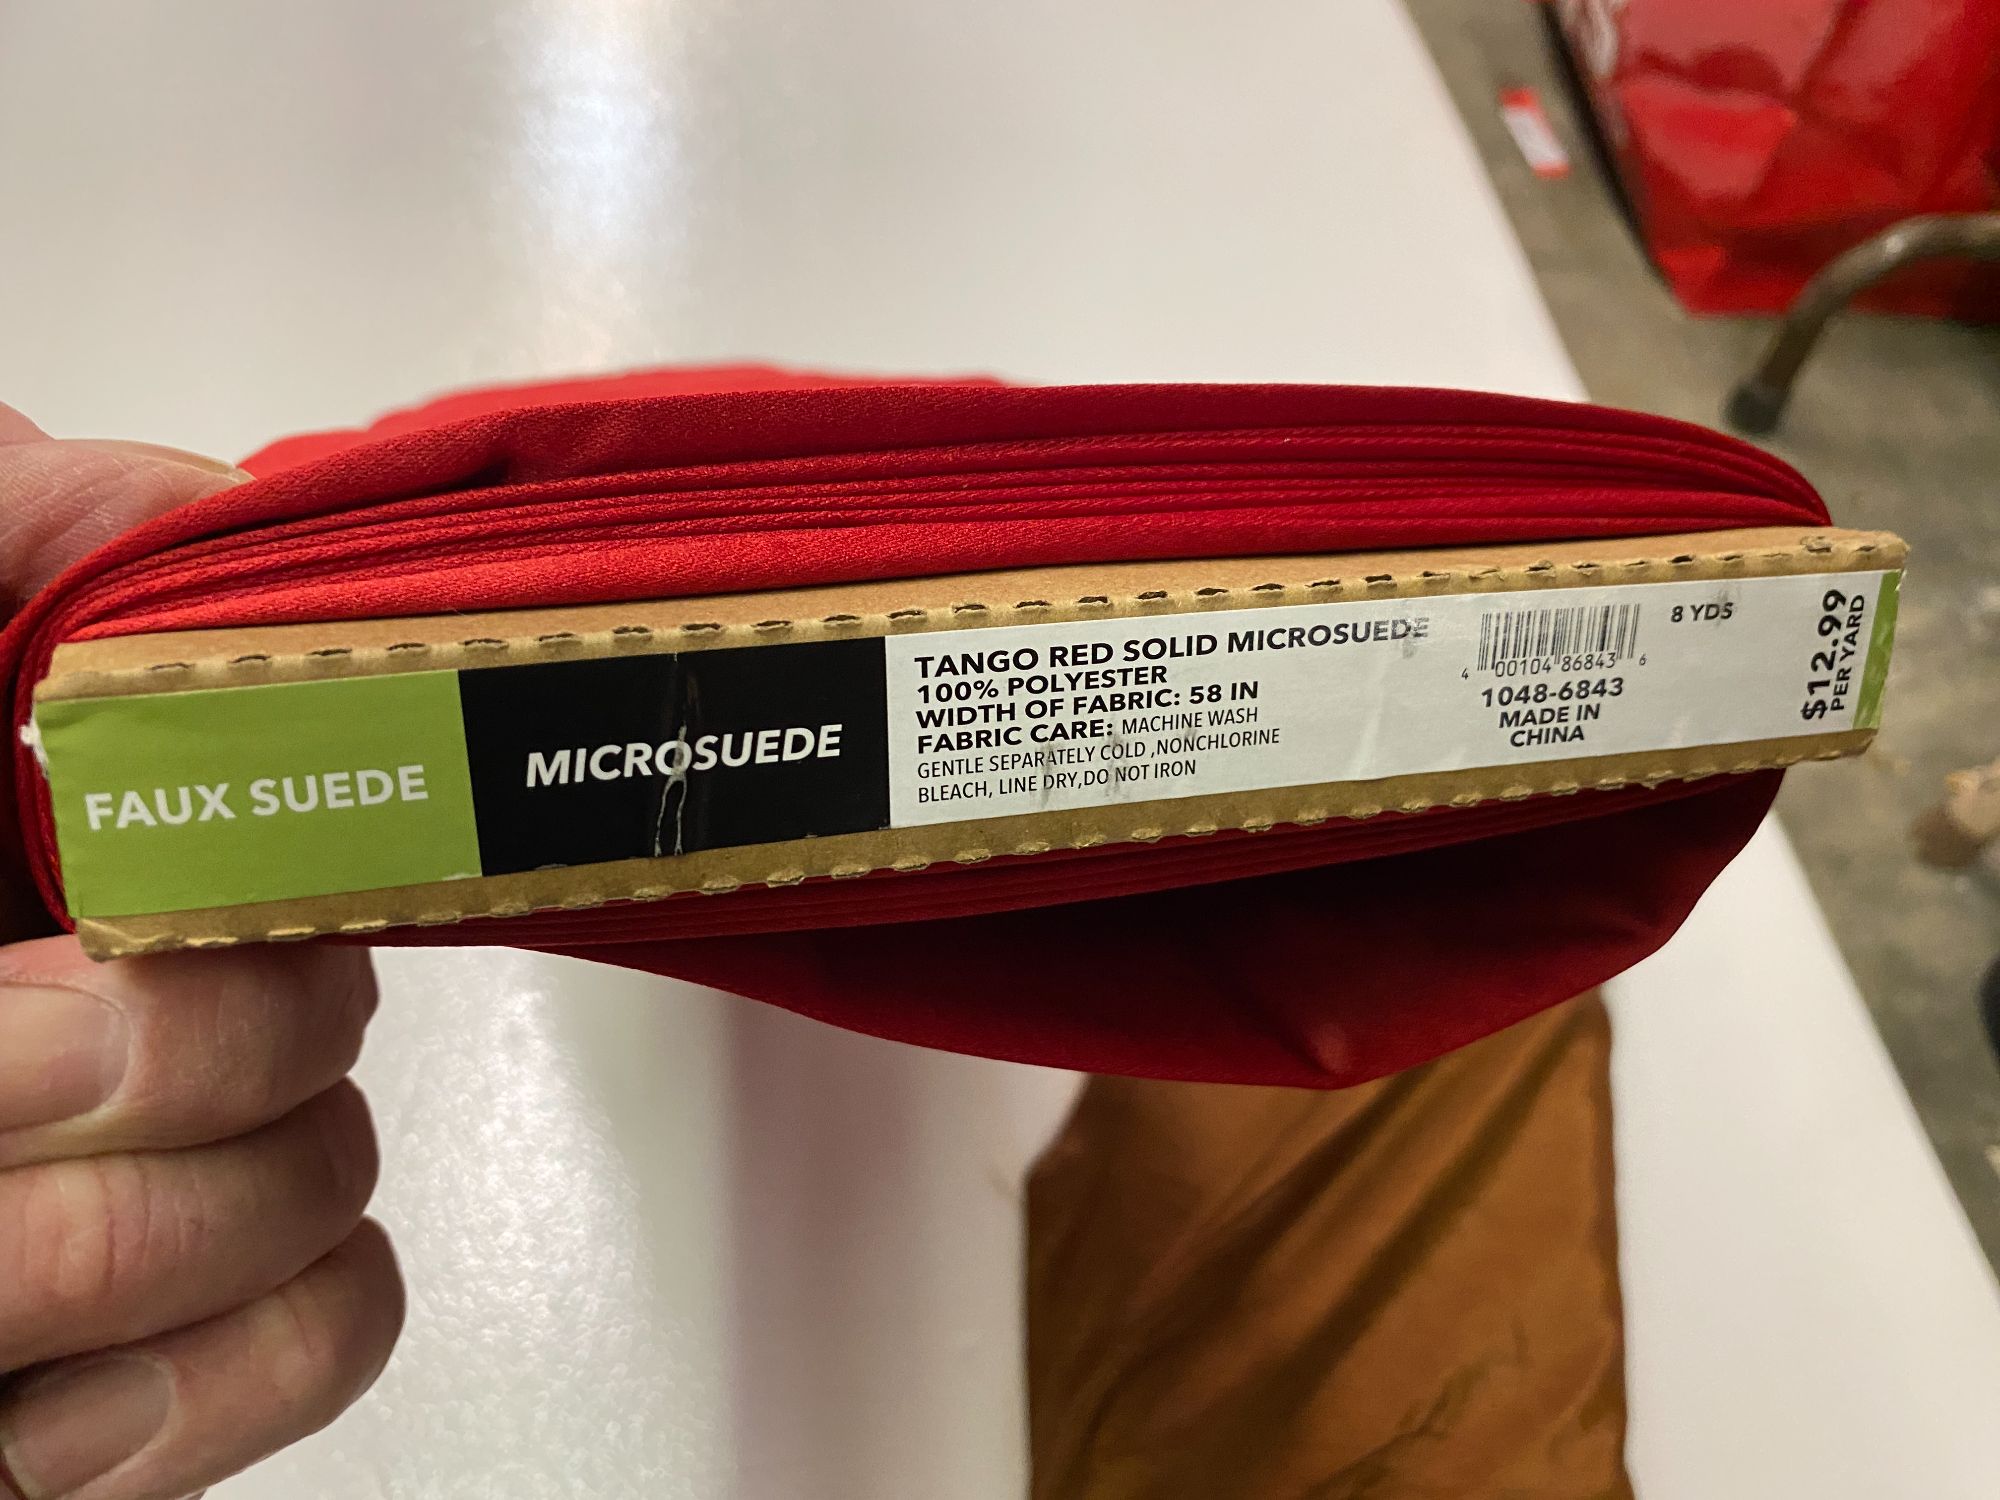 FAUX SUEDE
MICROSUEDE
TANGO RED SOLID MICROSUEDE
100% POLYESTER
WIDTH OF FABRIC: 58 IN
FABRIC CARE: MACHINE WASH
GENTLE SEPARATELY COLD ,NONCHLORINE
BLEACH, LINE DRY,DO NOT IRON
4 00104 86843 6
1048-6843
MADE IN
CHINA
8 YDS
$12.99
PER YARD